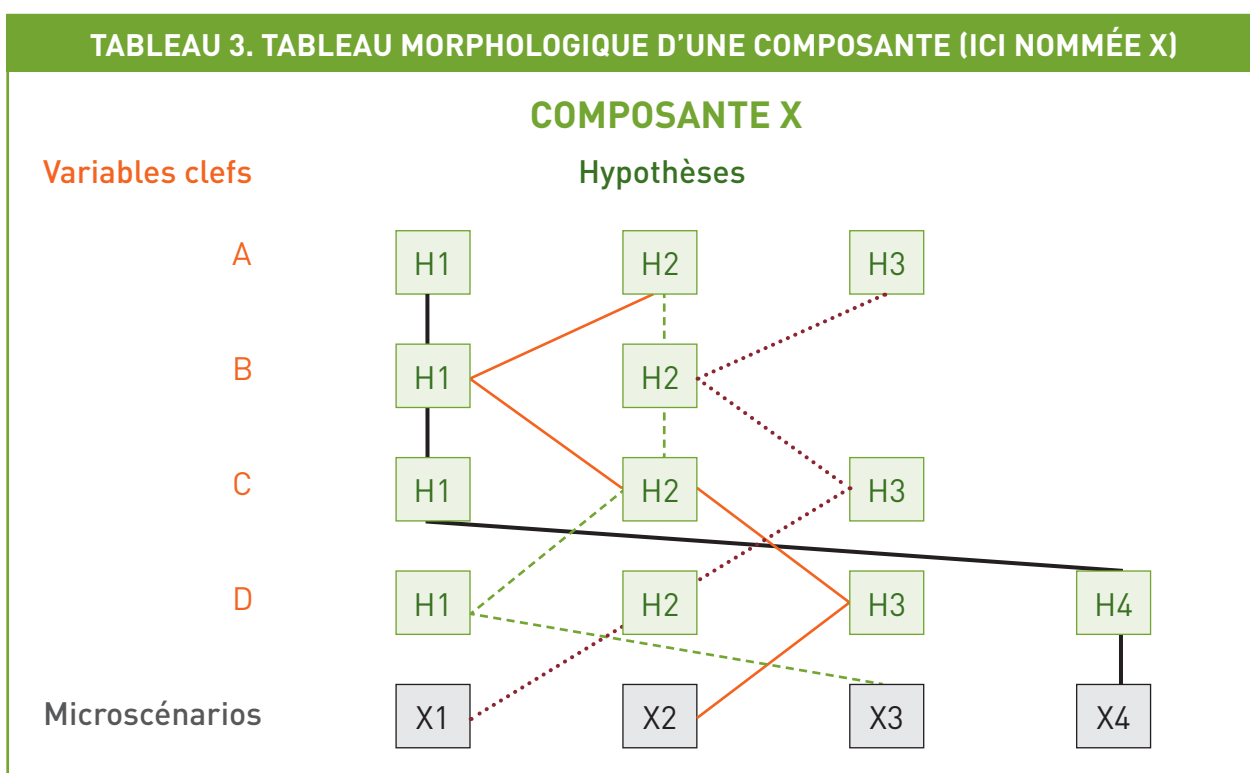 TABLEAU 3. TABLEAU MORPHOLOGIQUE D’UNE COMPOSANTE (ICI NOMMÉE X)
COMPOSANTE X
Variables clefs Hypothèses
A H1 H2 H3
B H1 H2
C H1 H2 H3
D H1 H2 H3 H4
Microscénarios X1 X2 X3 X4